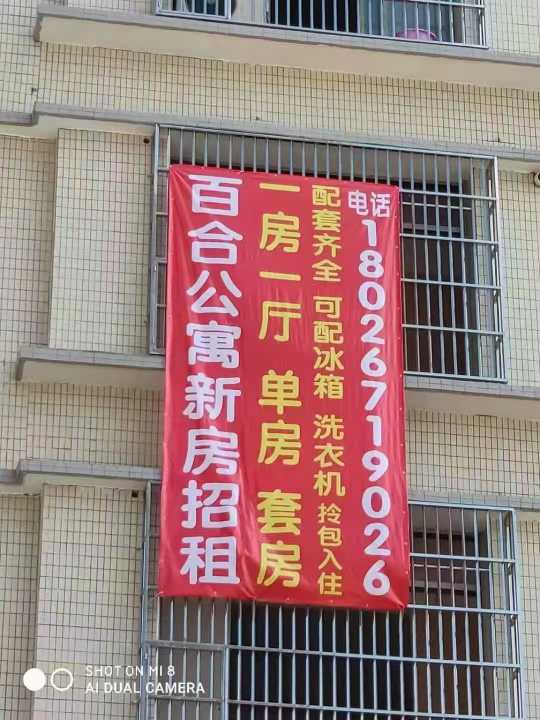 百合公寓新房招租
一房一厅 单房 套房
配套齐全 可配冰箱 洗衣机 拎包入住
电话18026719026
SHOT ON MI 8
AI DUAL CAMERA